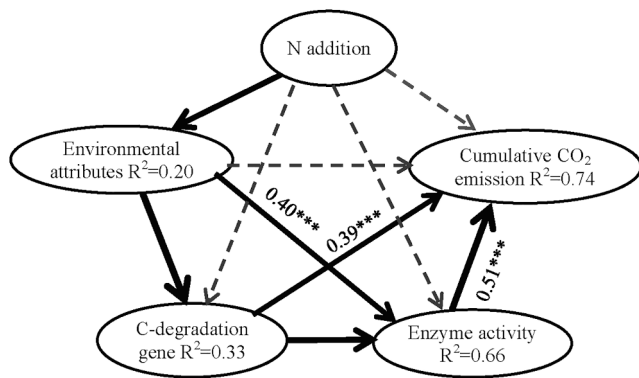 N addition
Environmental
attributes R²=0.20
Cumulative CO₂
emission R²=0.74
0.40***
0.39***
0.51***
C-degradation
gene R²=0.33
Enzyme activity
R²=0.66